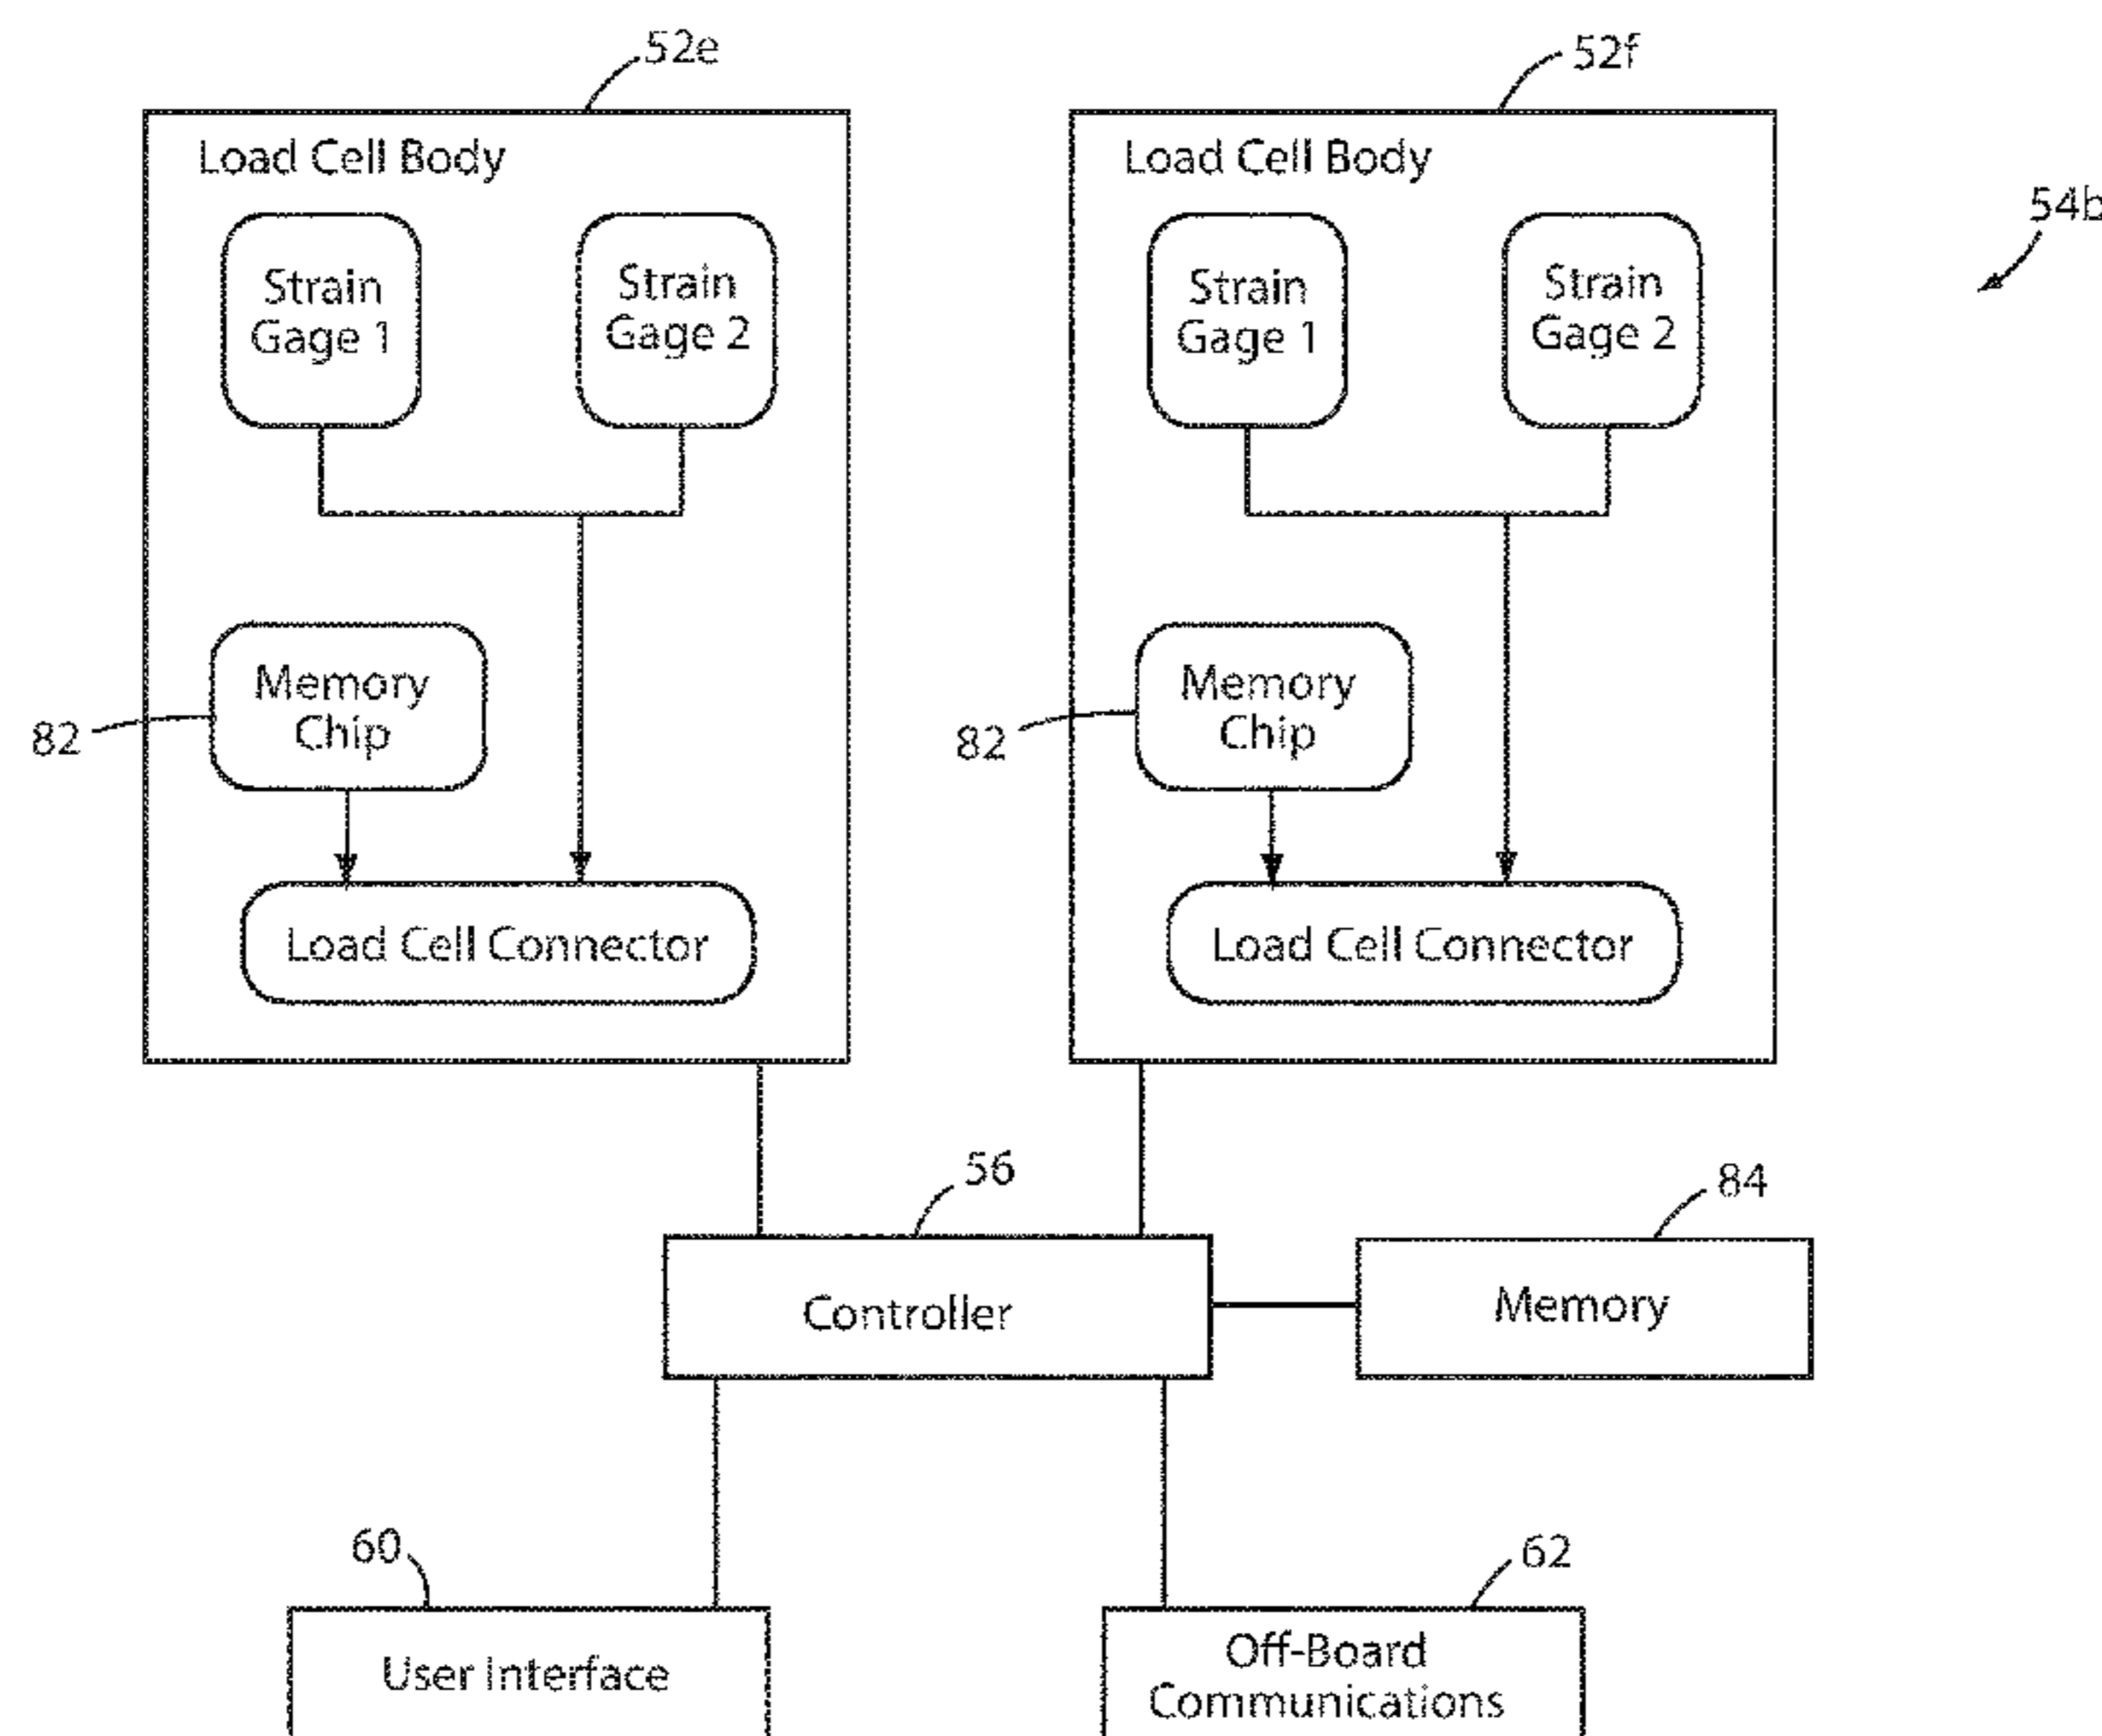 52e
52f
54b
Load Cell Body
Load Cell Body
Strain
Gage 1
Strain
Gage 2
Strain
Gage 1
Strain
Gage 2
Memory
Chip
Memory
Chip
82
82
Load Cell Connector
Load Cell Connector
56
84
Controller
Memory
60
62
User Interface
Off-Board
Communications